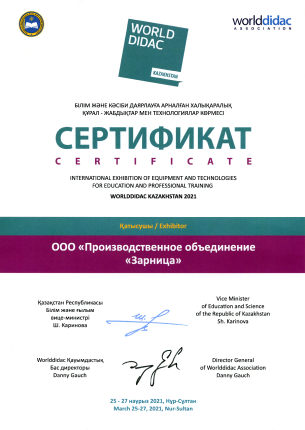 worlddidac
ASSOCIATION
WORLD
DIDAC
KAZAKHSTAN
БІЛІМ ЖӘНЕ КӘСІБИ ДАЯРЛАУҒА АРНАЛҒАН ХАЛЫҚАРАЛЫҚ
ҚҰРАЛ - ЖАБДЫҚТАР МЕН ТЕХНОЛОГИЯЛАР КӨРМЕСІ
СЕРТИФИКАТ
CERTIFICATE
INTERNATIONAL EXHIBITION OF EQUIPMENT AND TECHNOLOGIES
FOR EDUCATION AND PROFESSIONAL TRAINING
WORLDDIDAC KAZAKHSTAN 2021
Қатысушы / Exhibitor
ООО «Производственное объединение
«Зарница»
Қазақстан Республикасы
Білім және ғылым
вице-министрі
Ш. Каринова
Vice Minister
of Education and Science
of the Republic of Kazakhstan
Sh. Karinova
Worlddidac Қауымдастық
Бас директоры
Danny Gauch
Director General
of Worlddidac Association
Danny Gauch
25 - 27 наурыз 2021, Нұр-Сұлтан
March 25-27, 2021, Nur-Sultan